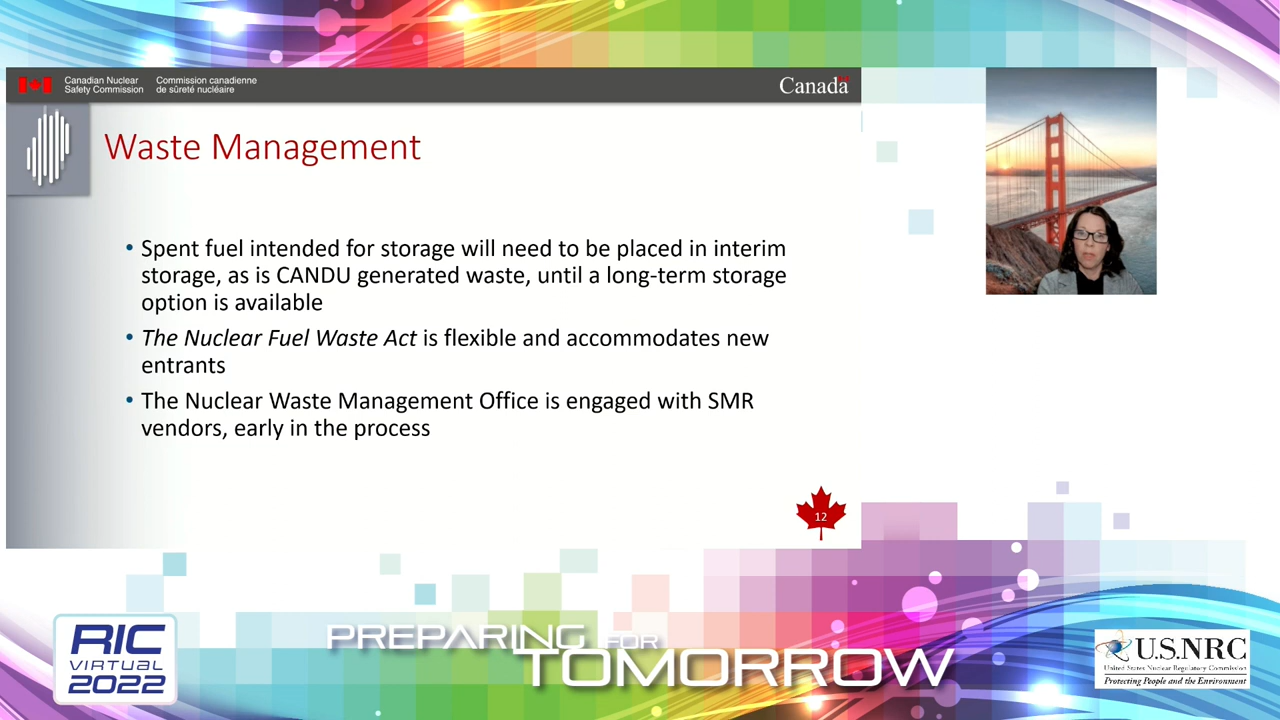 Canadian Nuclear
Safety Commission
Commission canadienne
de sûreté nucléaire
Canada
Waste Management
• Spent fuel intended for storage will need to be placed in interim
storage, as is CANDU generated waste, until a long-term storage
option is available
• The Nuclear Fuel Waste Act is flexible and accommodates new
entrants
• The Nuclear Waste Management Office is engaged with SMR
vendors, early in the process
12
RIC
VIRTUAL
2022
PREPARING FOR
TOMORROW
U.S.NRC
United States Nuclear Regulatory Commission
Protecting People and the Environment